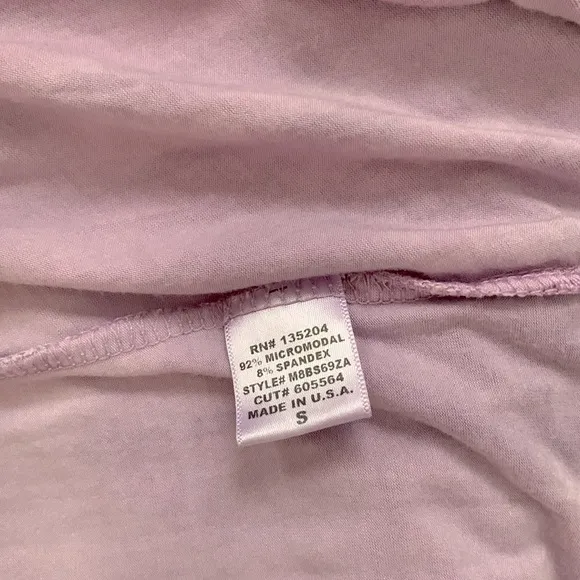 RN# 135204
92% MICROMODAL
8% SPANDEX
STYLE# M8BS69ZA
CUT# 605564
MADE IN U.S.A.
S